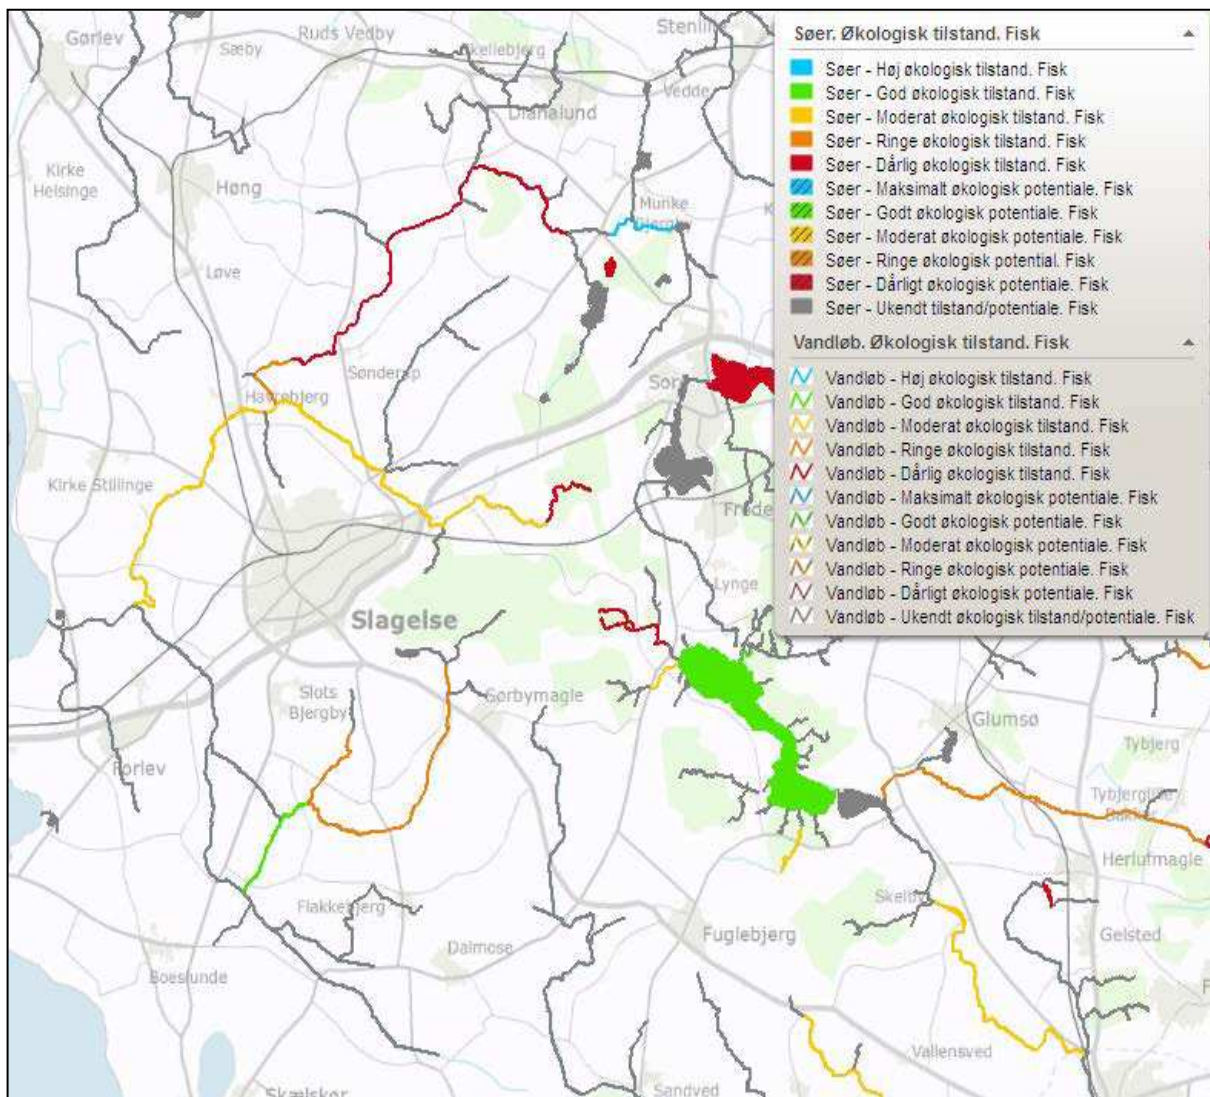 Gørlev
Sæby
Ruds Vedby
Skellebjerg
Stenlille
Vedde
Dianalund
Kirke
Helsinge
Høng
Munke
Bjergby
Løve
Sønderup
Havrebjerg
Kirke Stillinge
Frede
Lynge
Slagelse
Slots
Bjergby
Gørbymagle
Glumsø
Tybjerg
Forlev
Tybjerglille
Bakker
Herlufmagle
Flakkebjerg
Skelby
Gelsted
Fuglebjerg
Dalmose
Boeslunde
Vallensved
Sandved
Skælskør
Søer. Økologisk tilstand. Fisk
Søer - Høj økologisk tilstand. Fisk
Søer - God økologisk tilstand. Fisk
Søer - Moderat økologisk tilstand. Fisk
Søer - Ringe økologisk tilstand. Fisk
Søer - Dårlig økologisk tilstand. Fisk
Søer - Maksimalt økologisk potentiale. Fisk
Søer - Godt økologisk potentiale. Fisk
Søer - Moderat økologisk potentiale. Fisk
Søer - Ringe økologisk potential. Fisk
Søer - Dårligt økologisk potentiale. Fisk
Søer - Ukendt tilstand/potentiale. Fisk
Vandløb. Økologisk tilstand. Fisk
Vandløb - Høj økologisk tilstand. Fisk
Vandløb - God økologisk tilstand. Fisk
Vandløb - Moderat økologisk tilstand. Fisk
Vandløb - Ringe økologisk tilstand. Fisk
Vandløb - Dårlig økologisk tilstand. Fisk
Vandløb - Maksimalt økologisk potentiale. Fisk
Vandløb - Godt økologisk potentiale. Fisk
Vandløb - Moderat økologisk potentiale. Fisk
Vandløb - Ringe økologisk potentiale. Fisk
Vandløb - Dårligt økologisk potentiale. Fisk
Vandløb - Ukendt økologisk tilstand/potentiale. Fisk